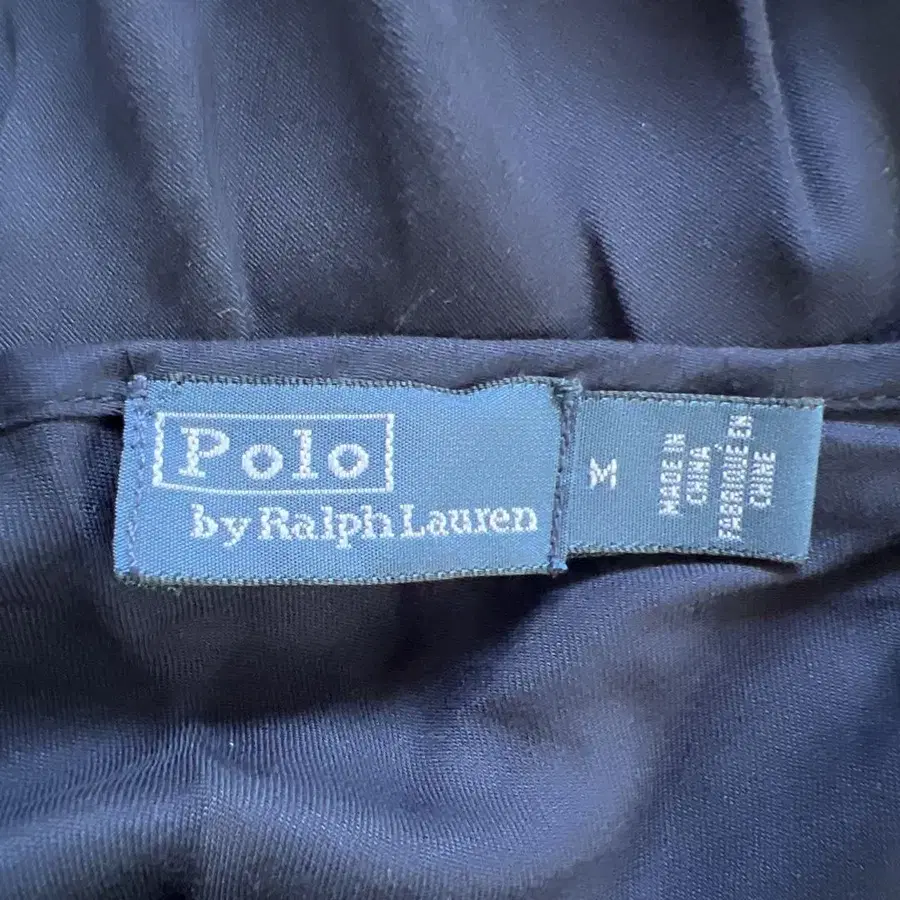 Polo
by Ralph Lauren
M
MADE IN
CHINA
FABRIQUÉ EN
CHINE